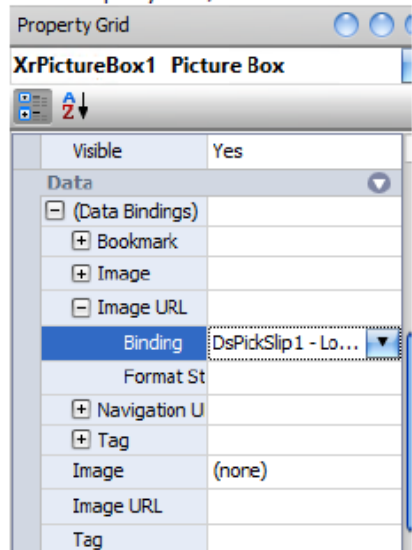 Property Grid
XrPictureBox1 Picture Box
A
Z
Visible Yes
Data
(Data Bindings)
Bookmark
Image
Image URL
Binding DsPickSlip1 - Lo...
Format St
Navigation U
Tag
Image (none)
Image URL
Tag